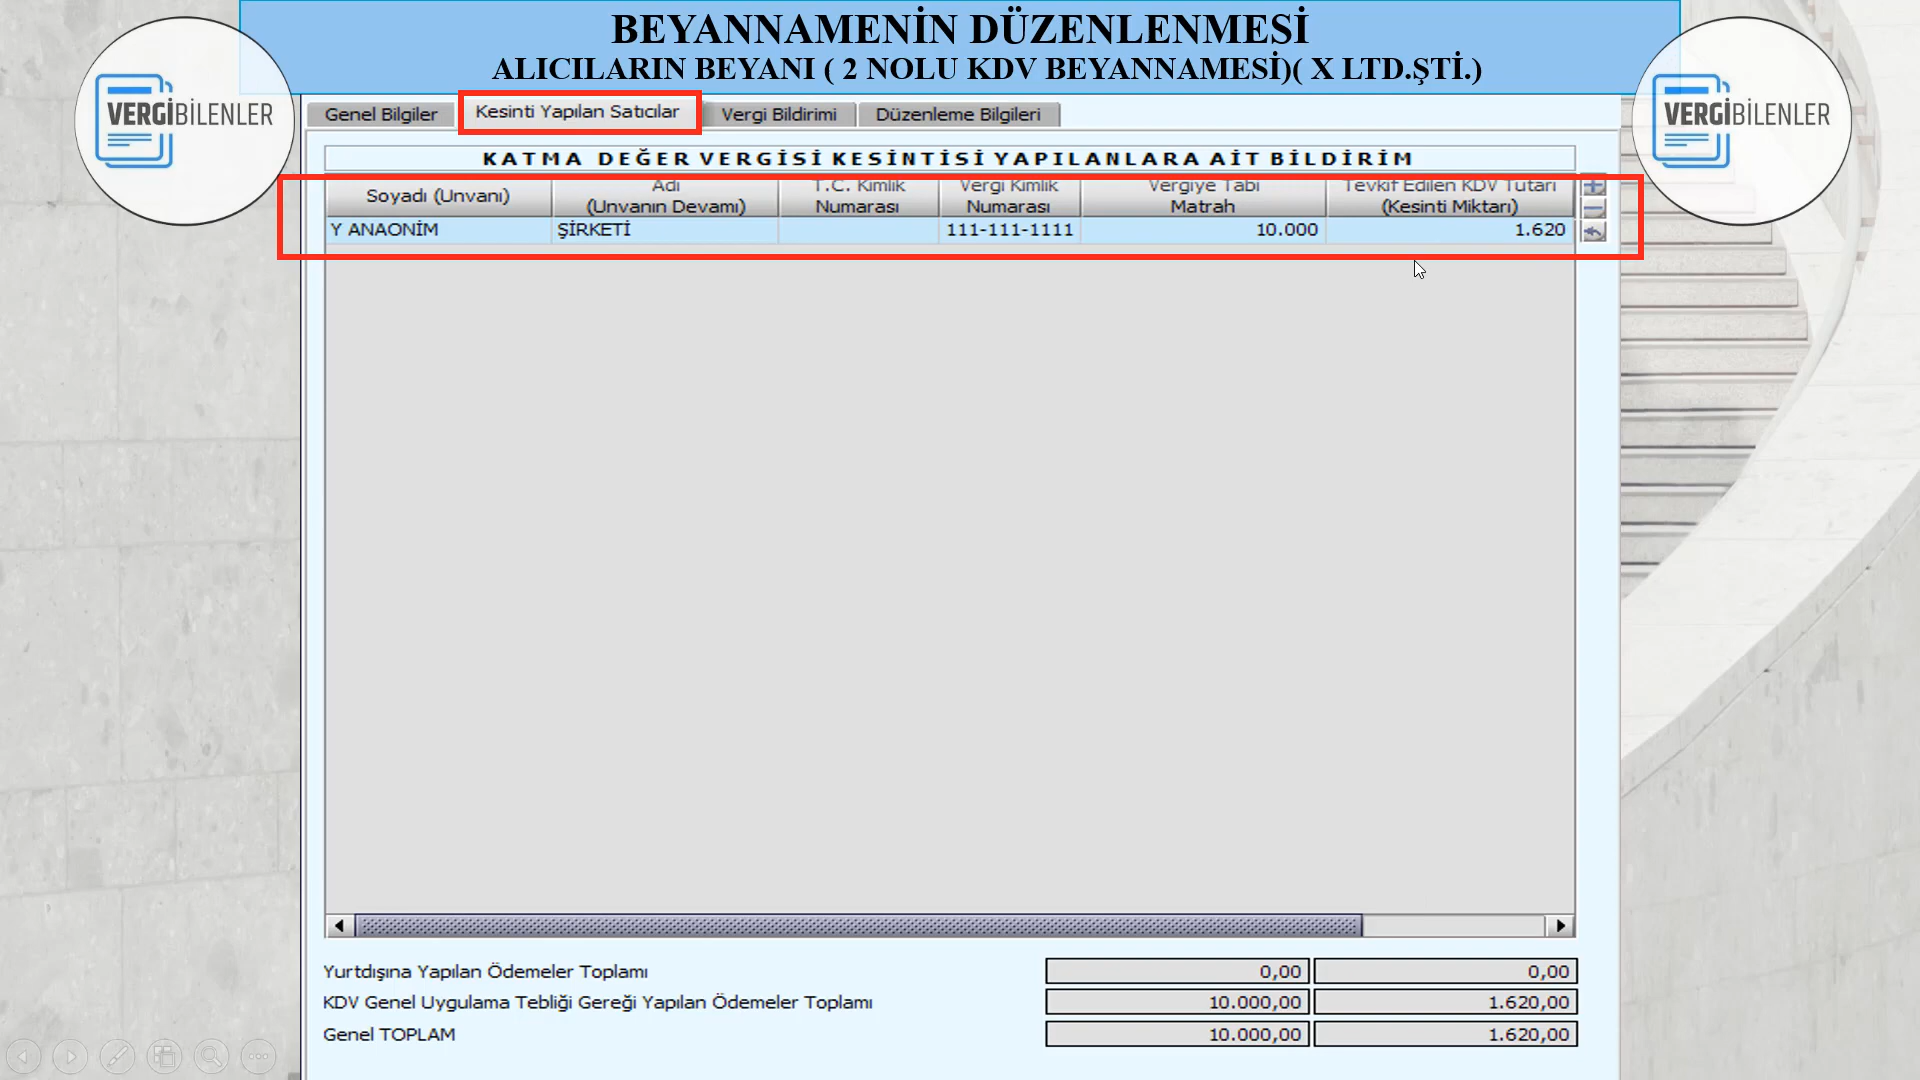 BEYANNAMENİN DÜZENLENMESİ
ALICILARIN BEYANI ( 2 NOLU KDV BEYANNAMESİ)( X LTD.ŞTİ.)
VERGİBİLENLER
VERGİBİLENLER
Genel Bilgiler Kesinti Yapılan Satıcılar Vergi Bildirimi Düzenleme Bilgileri
KATMA DEĞER VERGİSİ KESİNTİSİ YAPILANLARA AİT BİLDİRİM
Soyadı (Unvanı)
Adı
(Unvanın Devamı)
T.C. Kimlik
Numarası
Vergi Kimlik
Numarası
Vergiye Tabi
Matrah
Tevkif Edilen KDV Tutarı
(Kesinti Miktarı)
Y ANAONİM ŞİRKETİ 111-111-1111 10.000 1.620
Yurtdışına Yapılan Ödemeler Toplamı 0,00 0,00
KDV Genel Uygulama Tebliği Gereği Yapılan Ödemeler Toplamı 10.000,00 1.620,00
Genel TOPLAM 10.000,00 1.620,00